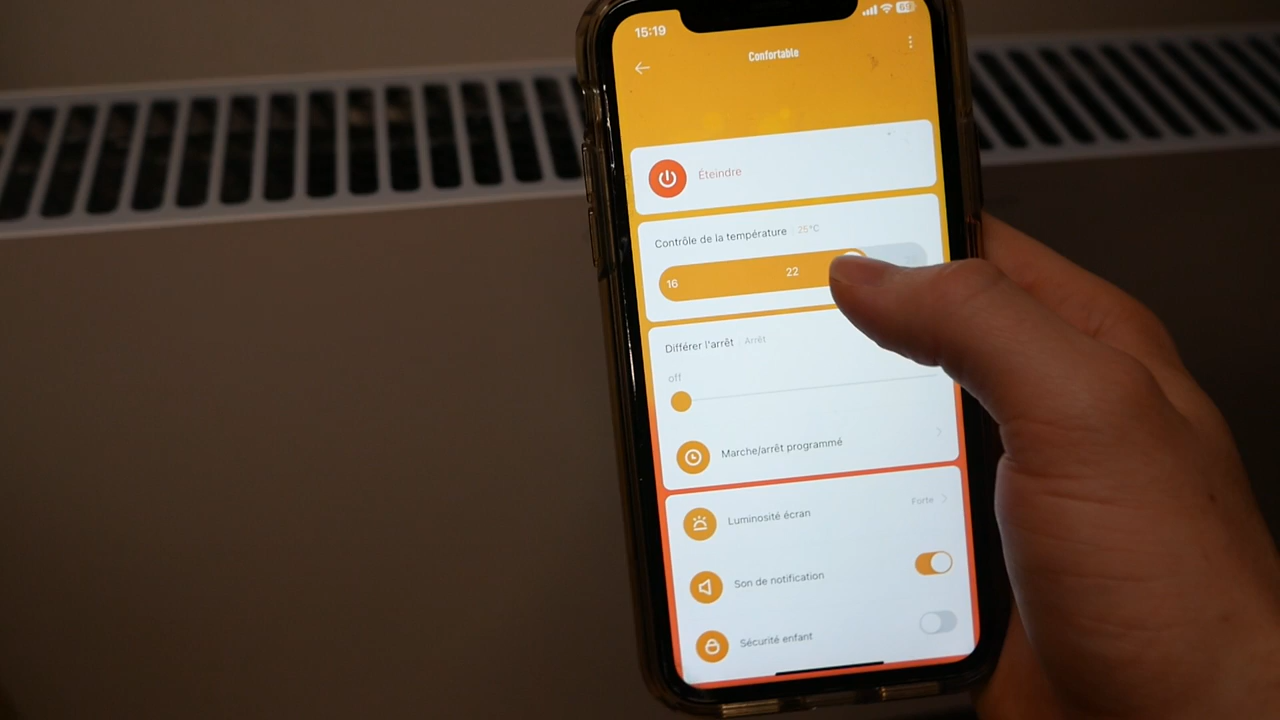 15:19
69
Confortable
Éteindre
Contrôle de la température 25°C
16 22
Différer l'arrêt Arrêt
off
Marche/arrêt programmé
Luminosité écran Forte
Son de notification
Sécurité enfant